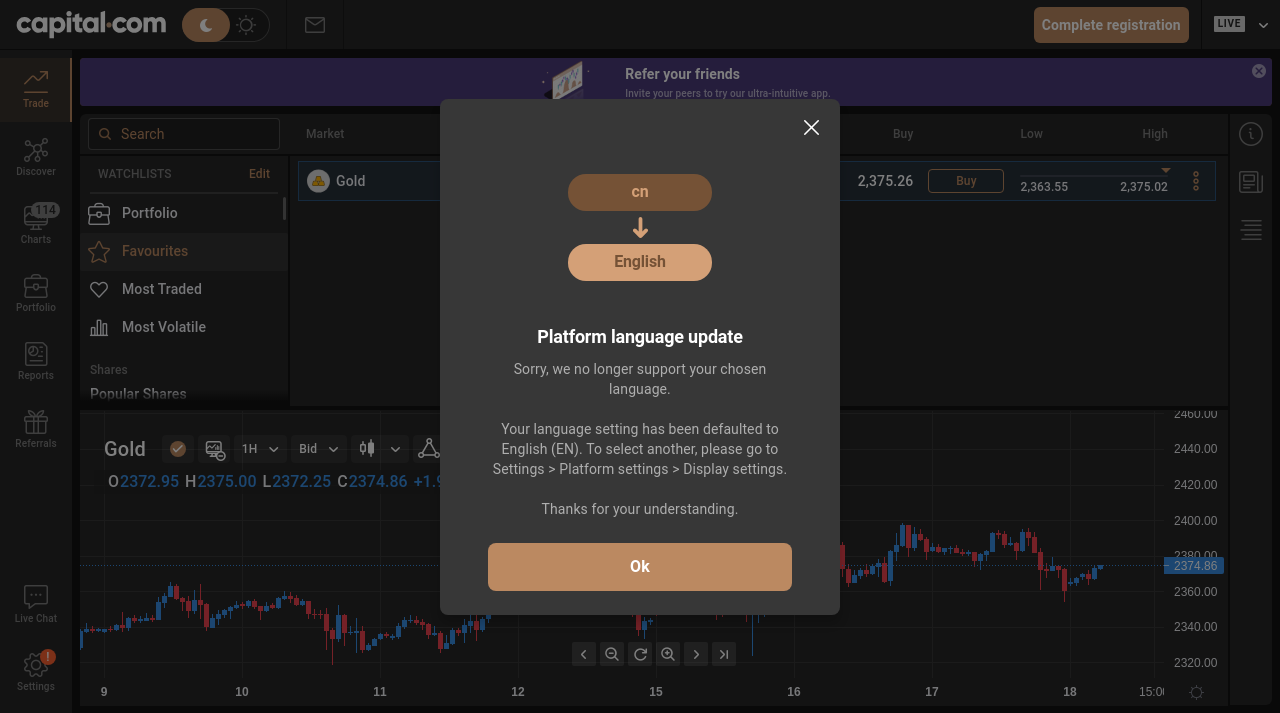 capital.com
Complete registration
LIVE
Refer your friends
Invite your peers to try our ultra-intuitive app.
Trade
Discover
114
Charts
Portfolio
Reports
Referrals
Live Chat
!
Settings
Search
WATCHLISTS
Edit
Portfolio
Favourites
Most Traded
Most Volatile
Shares
Popular Shares
Market
Buy
Low
High
Gold
2,375.26
Buy
2,363.55
2,375.02
cn
English
Platform language update
Sorry, we no longer support your chosen
language.
Your language setting has been defaulted to
English (EN). To select another, please go to
Settings > Platform settings > Display settings.
Thanks for your understanding.
Ok
Gold
1H
Bid
O2372.95 H2375.00 L2372.25 C2374.86
2460.00
2440.00
2420.00
2400.00
2380.00
2374.86
2360.00
2340.00
2320.00
9 10 11 12 15 16 17 18